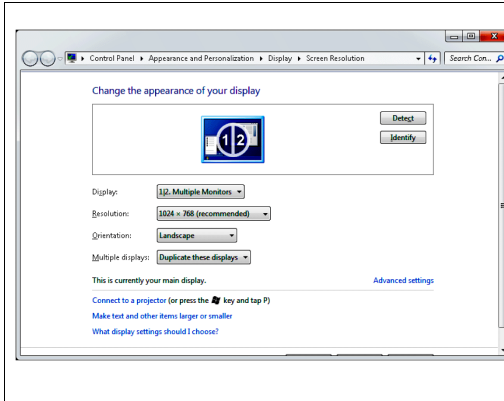 Control Panel Appearance and Personalization Display Screen Resolution Search Con...
Change the appearance of your display
1 2
Detect
Identify
Display: 1|2. Multiple Monitors
Resolution: 1024 × 768 (recommended)
Orientation: Landscape
Multiple displays: Duplicate these displays
This is currently your main display. Advanced settings
Connect to a projector (or press the key and tap P)
Make text and other items larger or smaller
What display settings should I choose?